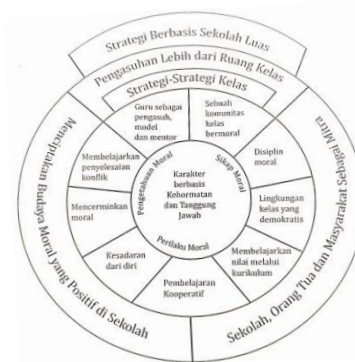 Strategi Berbasis Sekolah Luas
Pengasuhan Lebih dari Ruang Kelas
Strategi-Strategi Kelas
Guru sebagai
pengasuh,
model
dan mentor
Sebuah
komunitas
kelas
bermoral
Disiplin
moral
Lingkungan
kelas yang
demokratis
Membelajarkan
nilai melalui
kurikulum
Pembelajaran
Kooperatif
Kesadaran
dari diri
Mencerminkan
moral
Membelajarkan
penyelesaian
konflik
Pengetahuan Moral
Sikap Moral
Perilaku Moral
Karakter
berbasis
Kehormatan
dan Tanggung
Jawab
Menciptakan Budaya Moral yang Positif di Sekolah
Sekolah, Orang Tua dan Masyarakat Sebagai Mitra